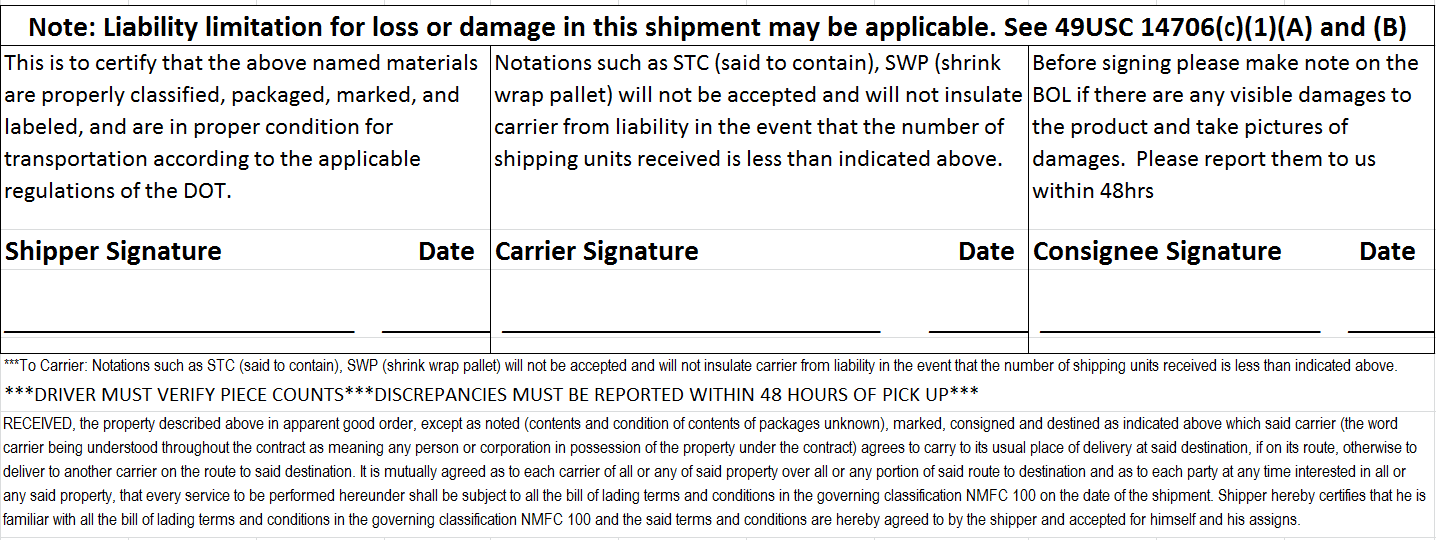 Note: Liability limitation for loss or damage in this shipment may be applicable. See 49USC 14706(c)(1)(A) and (B)
This is to certify that the above named materials
are properly classified, packaged, marked, and
labeled, and are in proper condition for
transportation according to the applicable
regulations of the DOT.
Shipper Signature Date
Notations such as STC (said to contain), SWP (shrink
wrap pallet) will not be accepted and will not insulate
carrier from liability in the event that the number of
shipping units received is less than indicated above.
Carrier Signature Date
Before signing please make note on the
BOL if there are any visible damages to
the product and take pictures of
damages.  Please report them to us
within 48hrs
Consignee Signature Date
***To Carrier: Notations such as STC (said to contain), SWP (shrink wrap pallet) will not be accepted and will not insulate carrier from liability in the event that the number of shipping units received is less than indicated above.
***DRIVER MUST VERIFY PIECE COUNTS***DISCREPANCIES MUST BE REPORTED WITHIN 48 HOURS OF PICK UP***
RECEIVED, the property described above in apparent good order, except as noted (contents and condition of contents of packages unknown), marked, consigned and destined as indicated above which said carrier (the word
carrier being understood throughout the contract as meaning any person or corporation in possession of the property under the contract) agrees to carry to its usual place of delivery at said destination, if on its route, otherwise to
deliver to another carrier on the route to said destination. It is mutually agreed as to each carrier of all or any of said property over all or any portion of said route to destination and as to each party at any time interested in all or
any said property, that every service to be performed hereunder shall be subject to all the bill of lading terms and conditions in the governing classification NMFC 100 on the date of the shipment. Shipper hereby certifies that he is
familiar with all the bill of lading terms and conditions in the governing classification NMFC 100 and the said terms and conditions are hereby agreed to by the shipper and accepted for himself and his assigns.